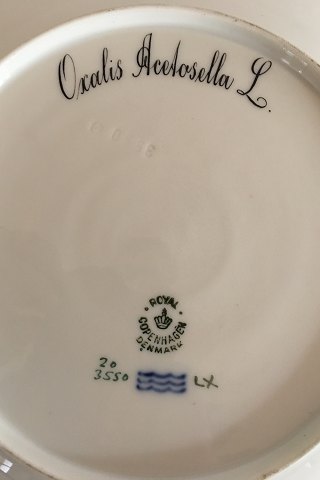 Oxalis Acetosella L.
ROYAL
COPENHAGEN
DENMARK
20
3550 LX